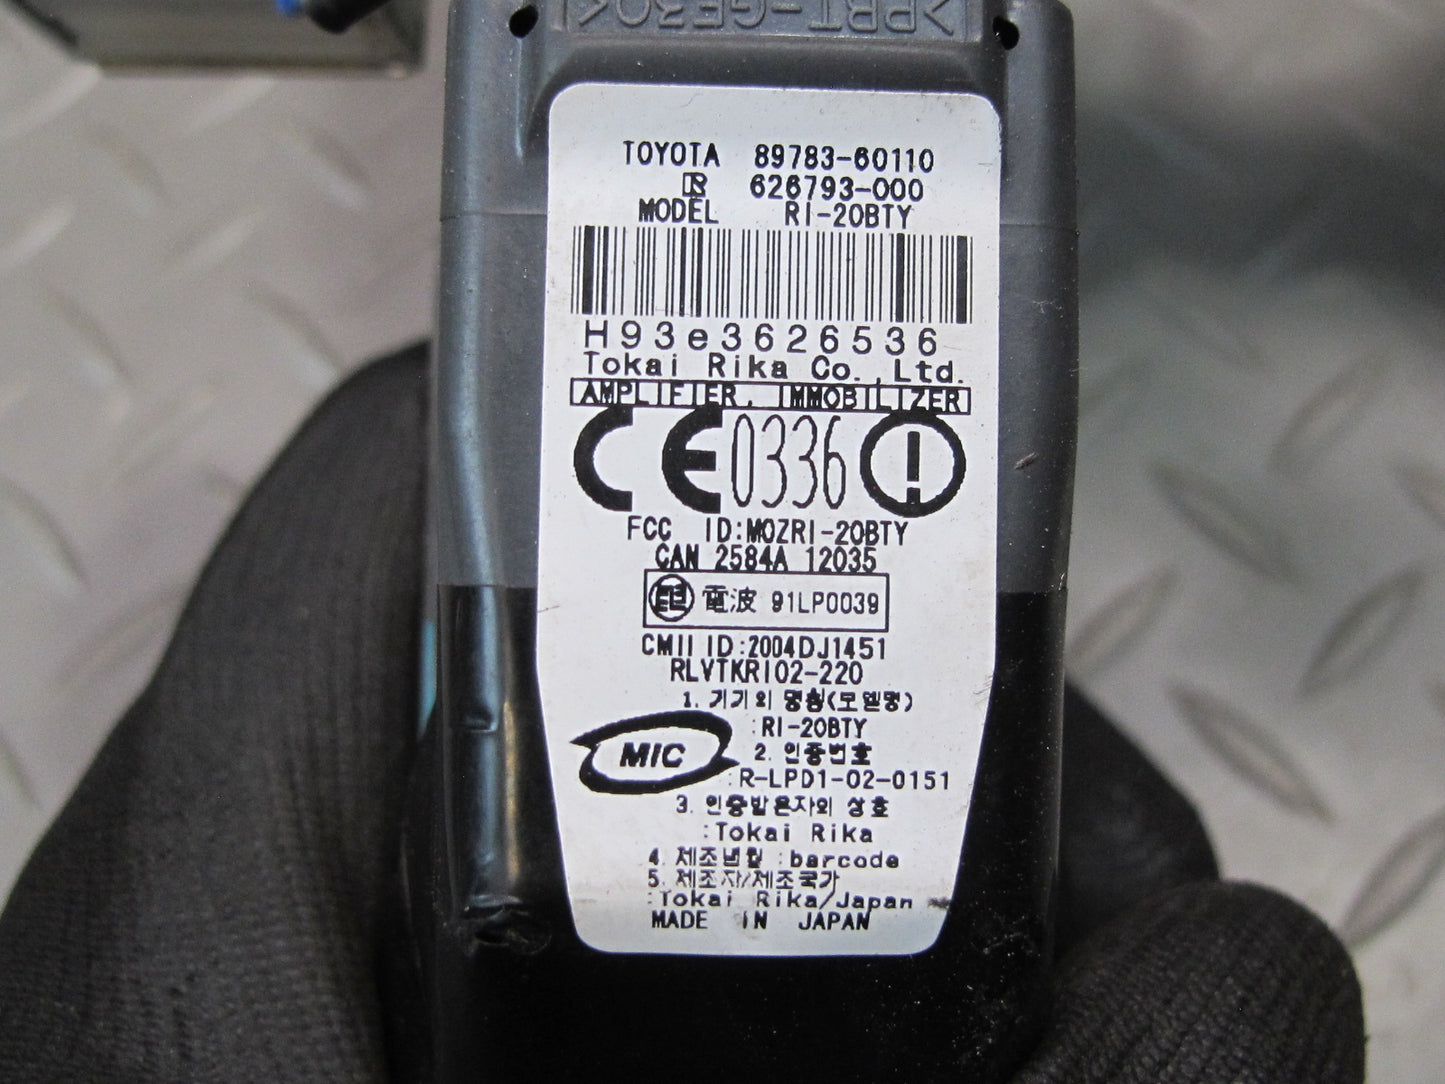 >PBT-GF30<
TOYOTA 89783-60110
R 626793-000
MODEL RI-20BTY
H93e3626536
Tokai Rika Co.,Ltd.
AMPLIFIER, IMMOBILIZER
CE0336
FCC ID:MOZRI-20BTY
CAN 2584A 12035
電波 91LP0039
CMII ID:2004DJ1451
RLVTKRI02-220
1. 기기의 명칭(모델명)
:RI-20BTY
MIC
2. 인증번호
:R-LPD1-02-0151
3. 인증받은자의 상호
:Tokai Rika
4. 제조년월 :barcode
5. 제조자/제조국가
:Tokai Rika/Japan
MADE IN JAPAN